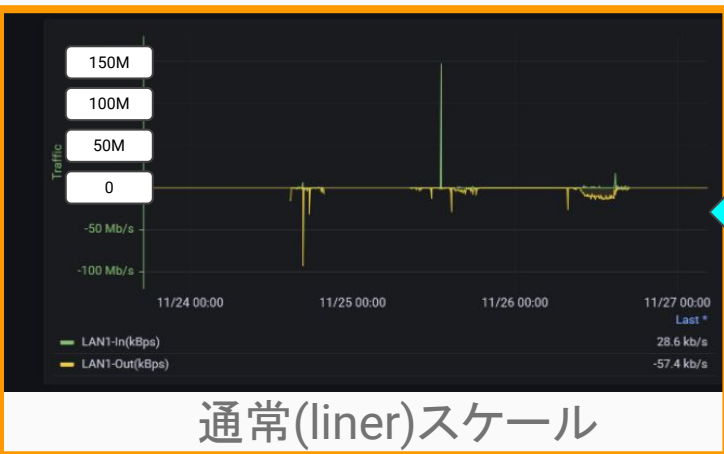 150M
100M
50M
0
Traffic
-50 Mb/s
-100 Mb/s
11/24 00:00 11/25 00:00 11/26 00:00 11/27 00:00
Last *
LAN1-In(kBps) 28.6 kb/s
LAN1-Out(kBps) -57.4 kb/s
通常(liner)スケール